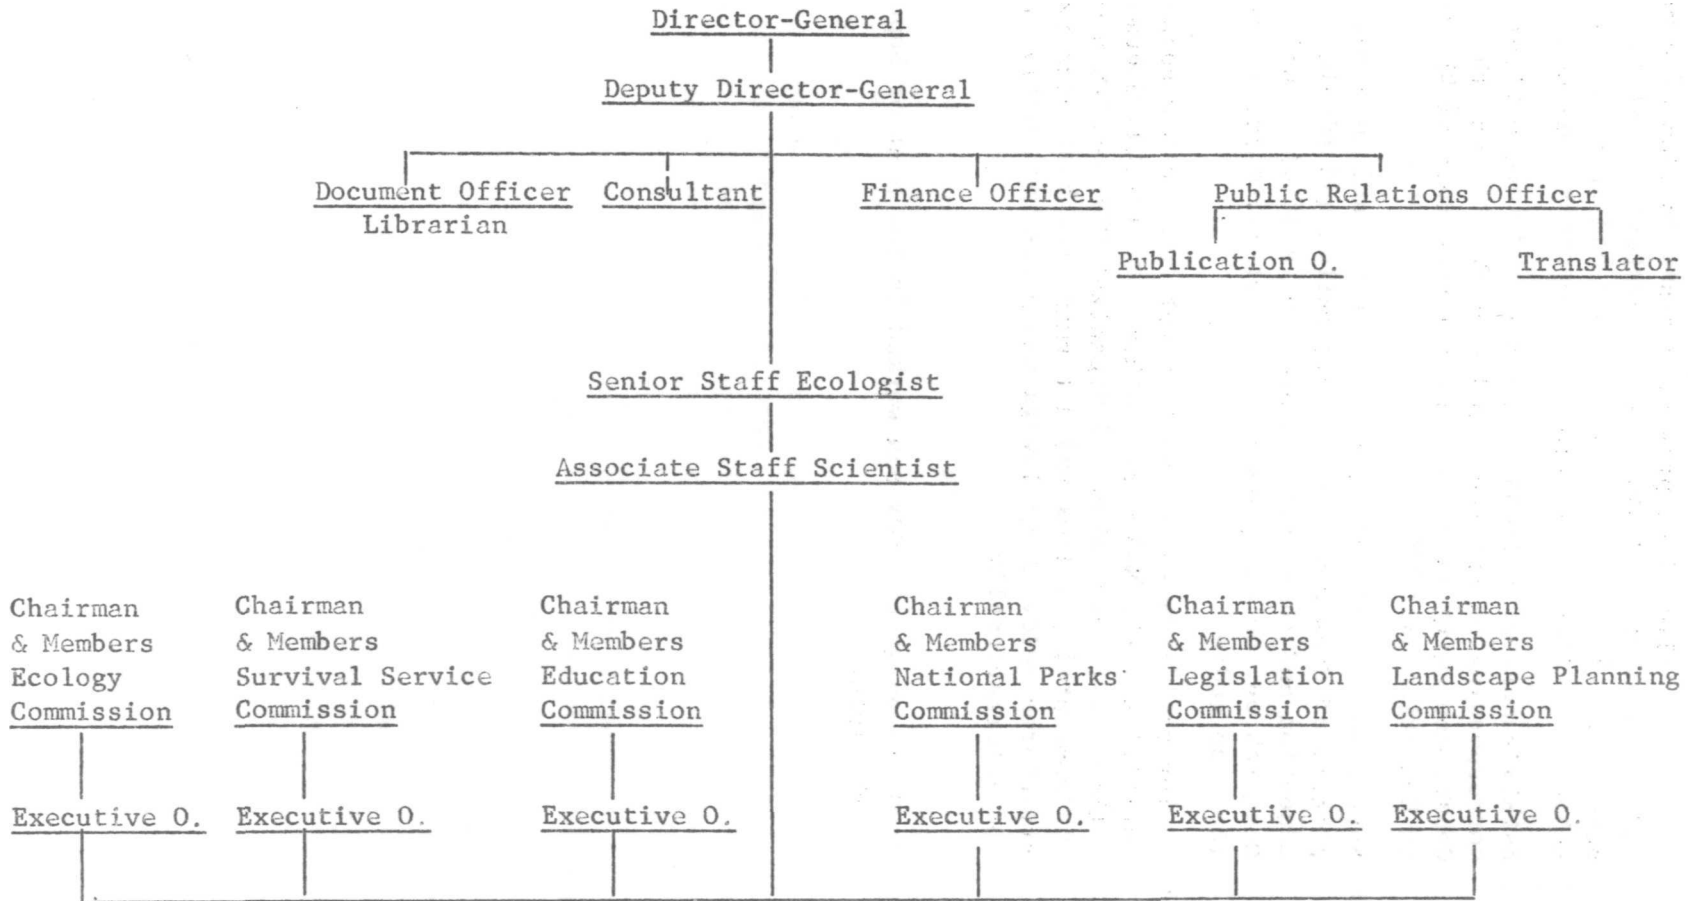 Director-General
Deputy Director-General
Document Officer Consultant Finance Officer Public Relations Officer
Librarian
Publication O. Translator
Senior Staff Ecologist
Associate Staff Scientist
Chairman Chairman Chairman Chairman Chairman Chairman
& Members & Members & Members & Members & Members & Members
Ecology Survival Service Education National Parks Legislation Landscape Planning
Commission Commission Commission Commission Commission Commission
Executive O. Executive O. Executive O. Executive O. Executive O. Executive O.